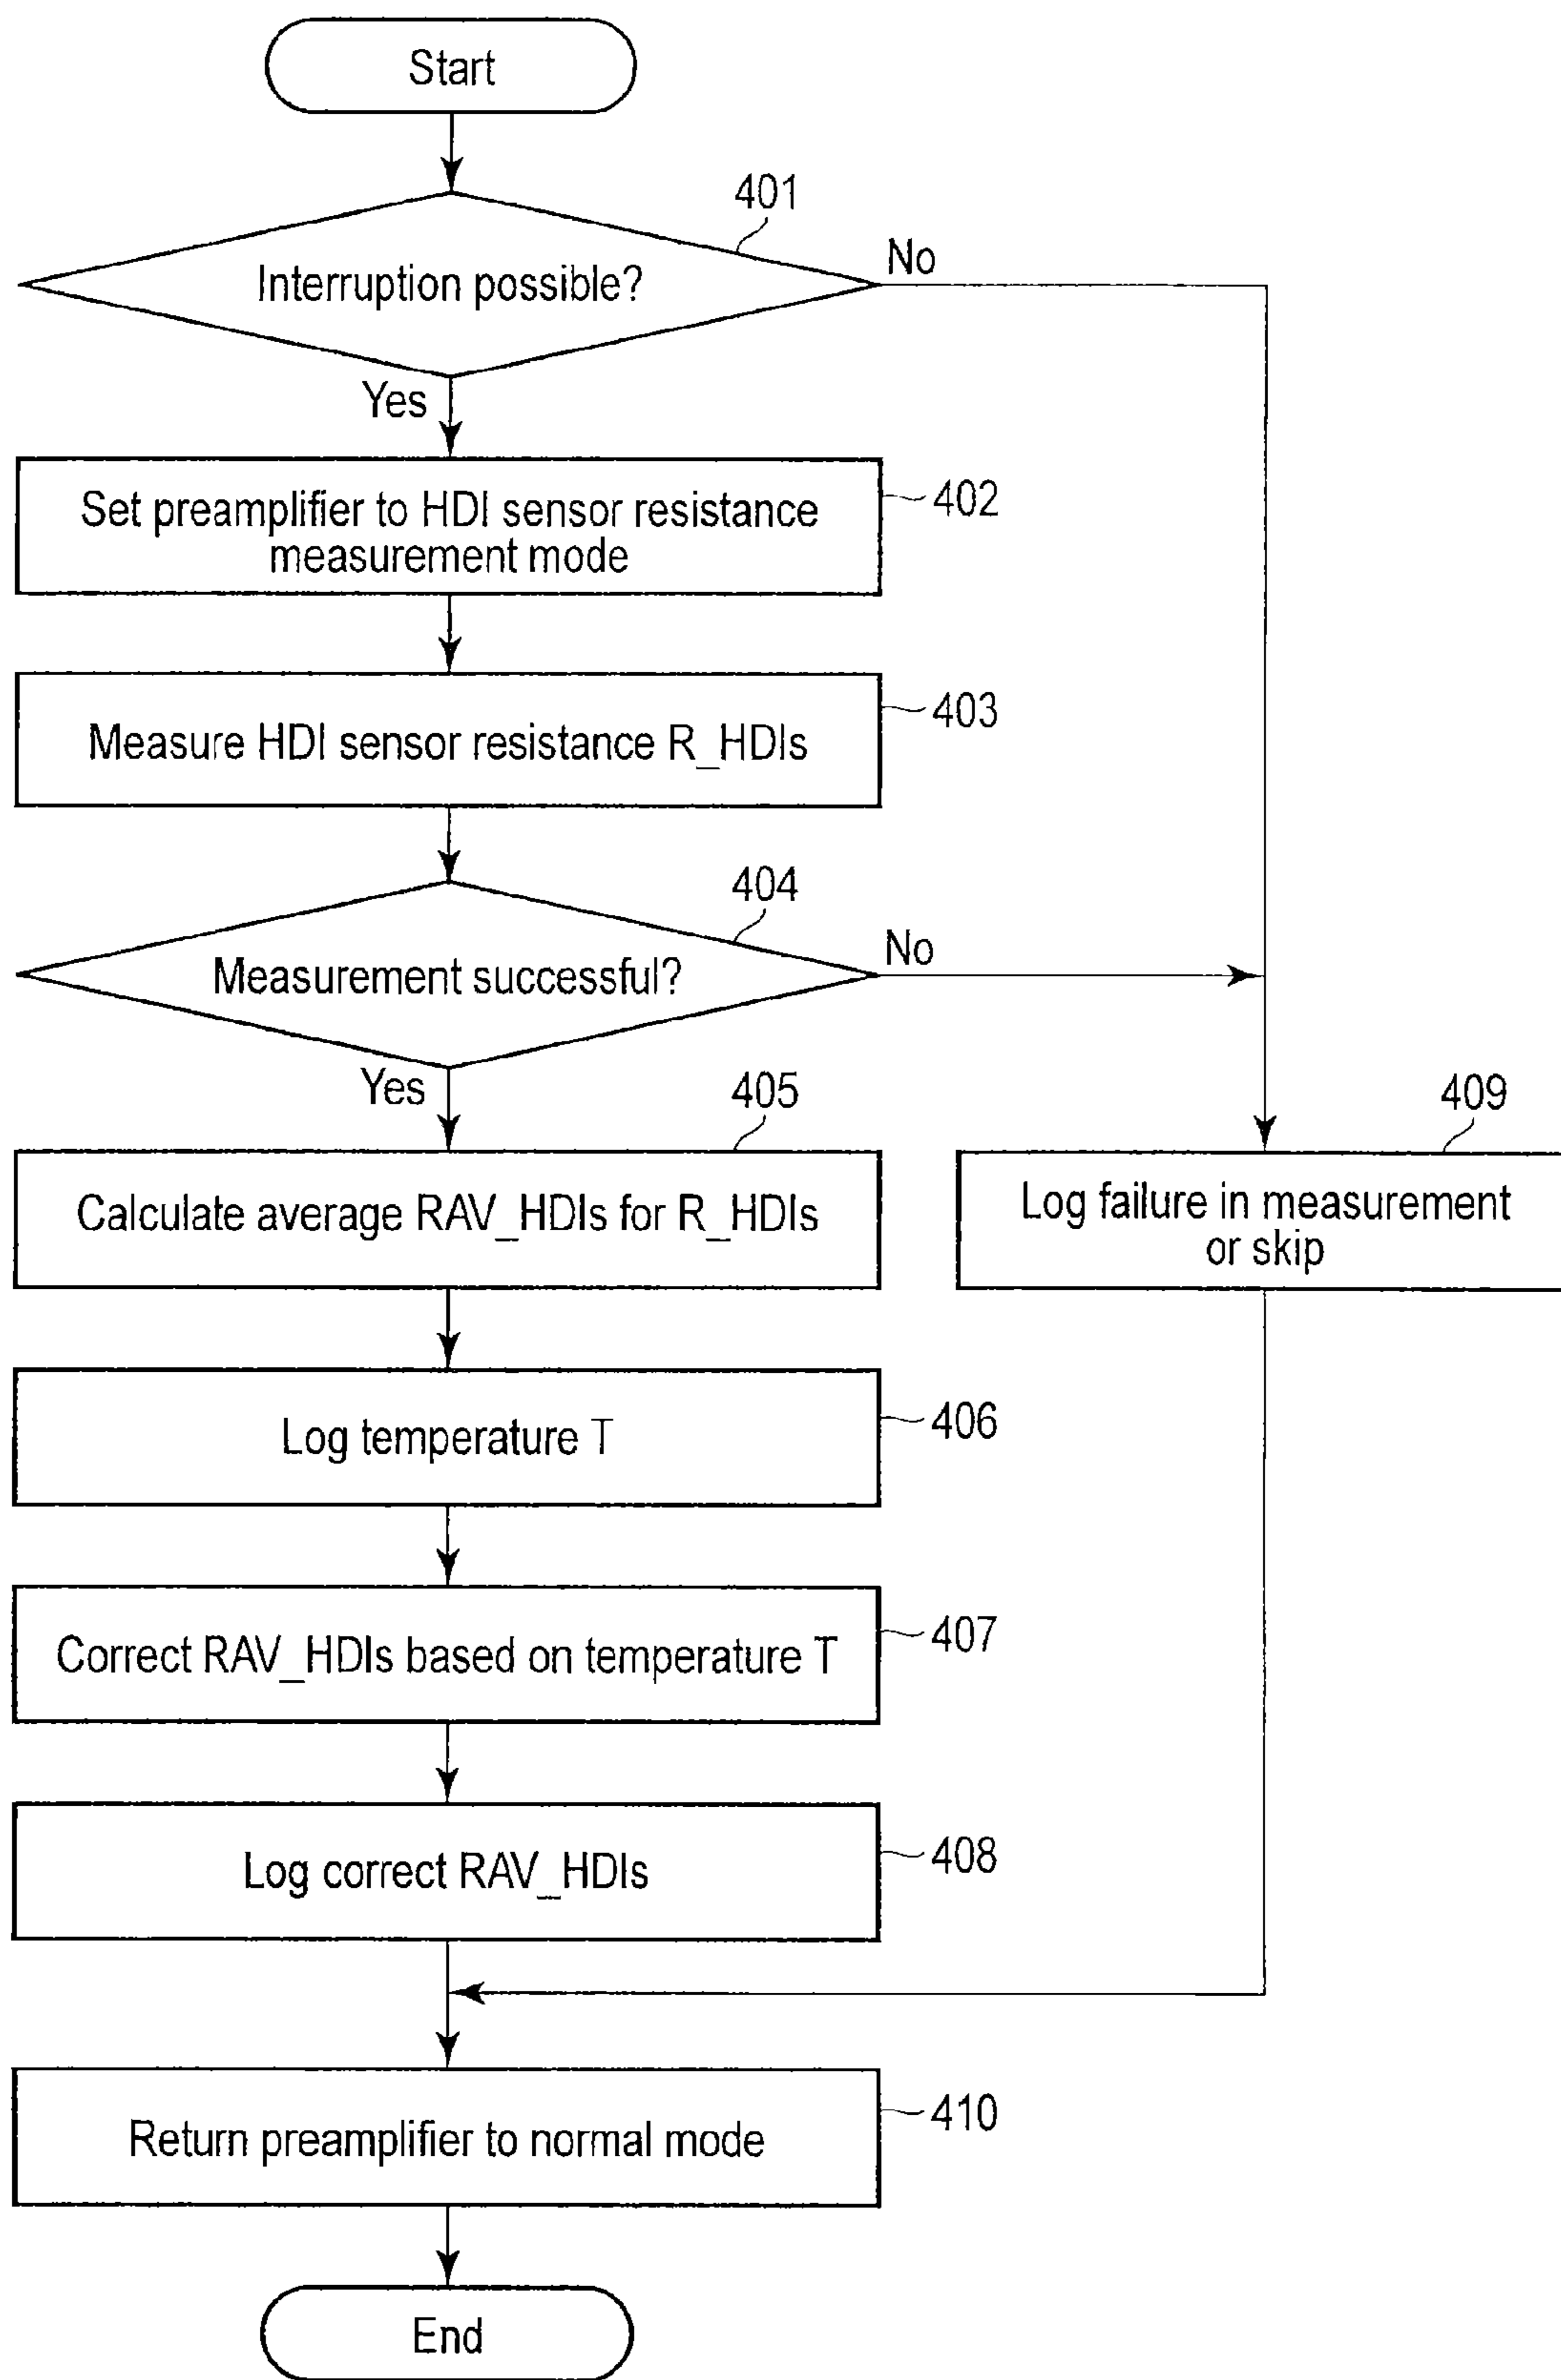 Start
401
Interruption possible?
No
Yes
Set preamplifier to HDI sensor resistance
measurement mode
402
Measure HDI sensor resistance R_HDIs
403
404
Measurement successful?
No
Yes
405
Calculate average RAV_HDIs for R_HDIs
409
Log failure in measurement
or skip
Log temperature T
406
Correct RAV_HDIs based on temperature T
407
Log correct RAV_HDIs
408
Return preamplifier to normal mode
410
End